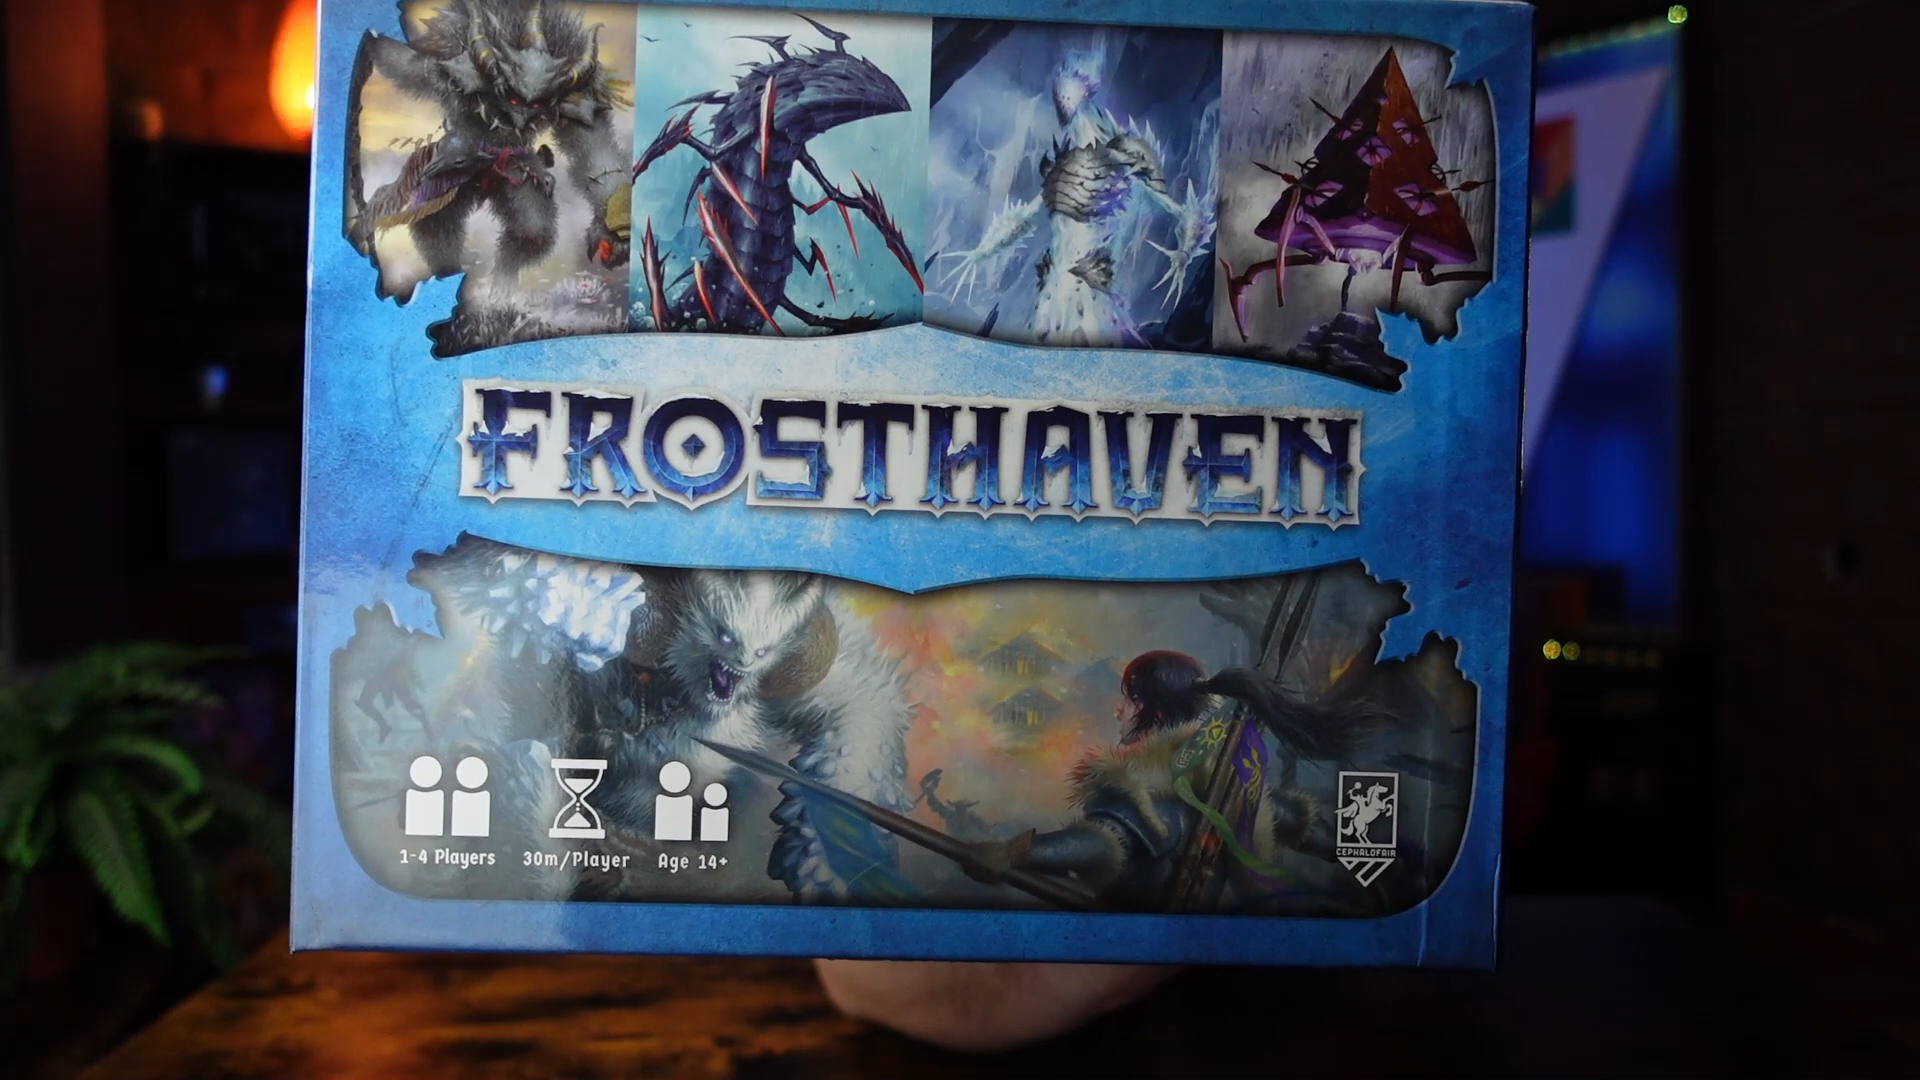 FROSTHAVEN
1-4 Players
30m/Player
Age 14+
CEPHALOFAIR